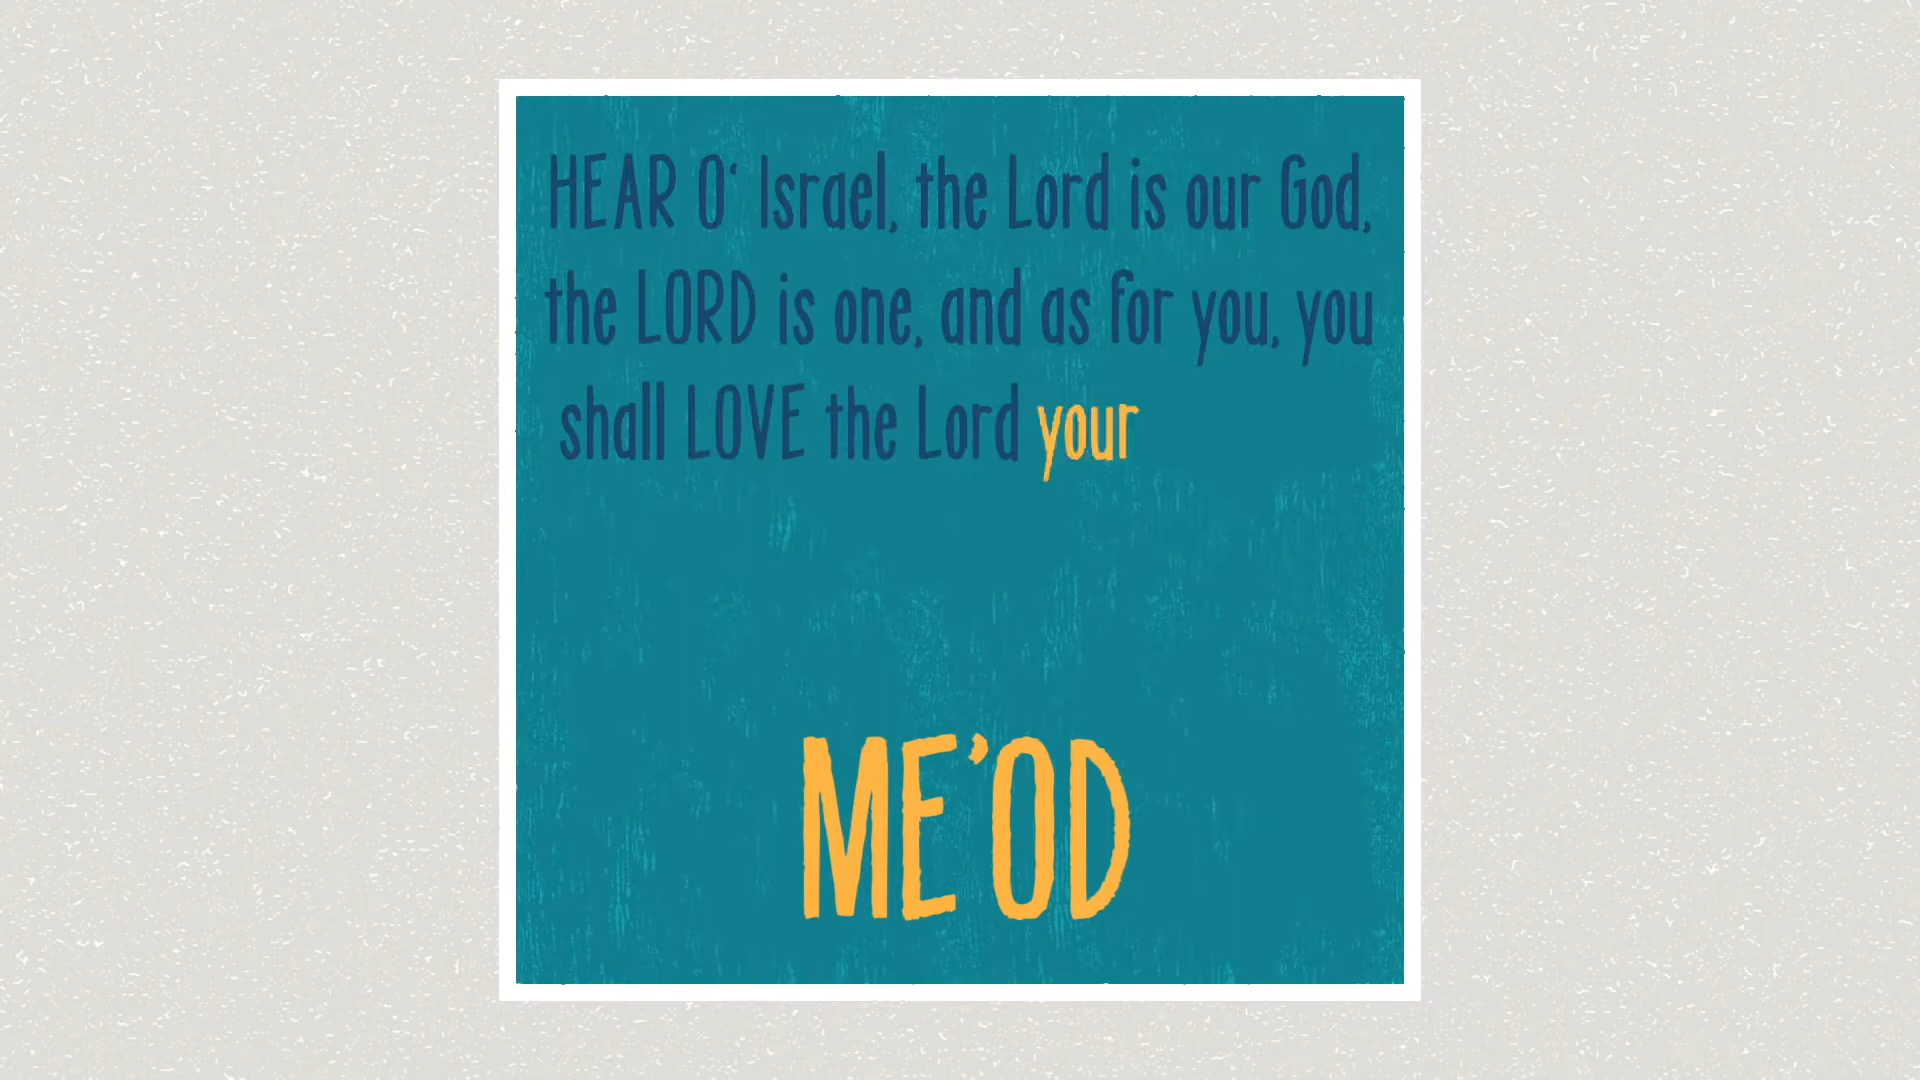 HEAR O‘ Israel, the Lord is our God,
the LORD is one, and as for you, you
shall LOVE the Lord your
ME’OD